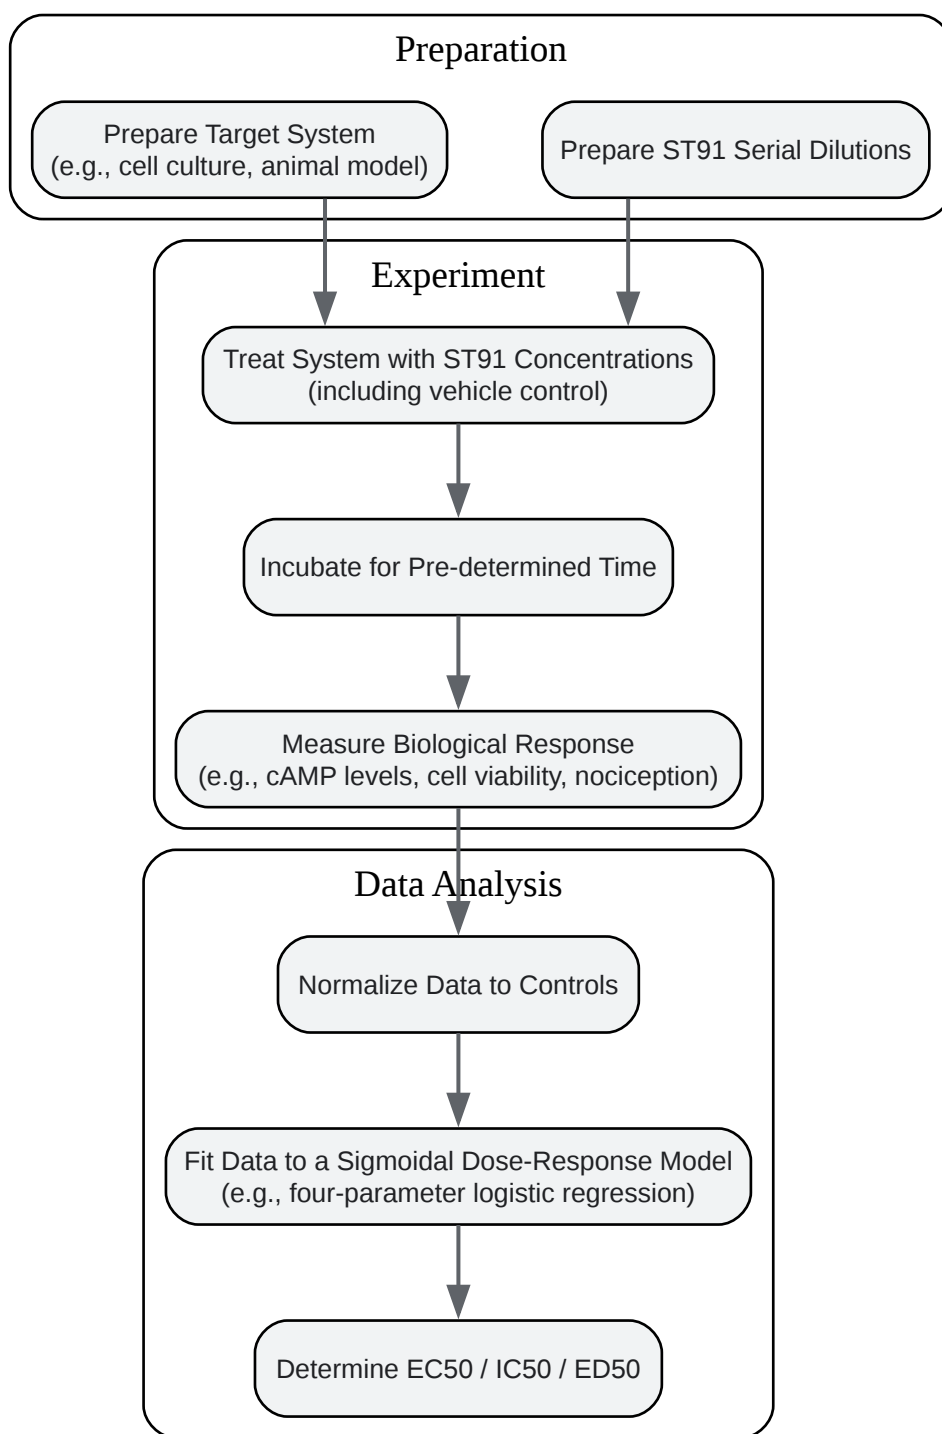 Preparation
Prepare Target System
(e.g., cell culture, animal model)
Prepare ST91 Serial Dilutions
Experiment
Treat System with ST91 Concentrations
(including vehicle control)
Incubate for Pre-determined Time
Measure Biological Response
(e.g., cAMP levels, cell viability, nociception)
Data Analysis
Normalize Data to Controls
Fit Data to a Sigmoidal Dose-Response Model
(e.g., four-parameter logistic regression)
Determine EC50 / IC50 / ED50